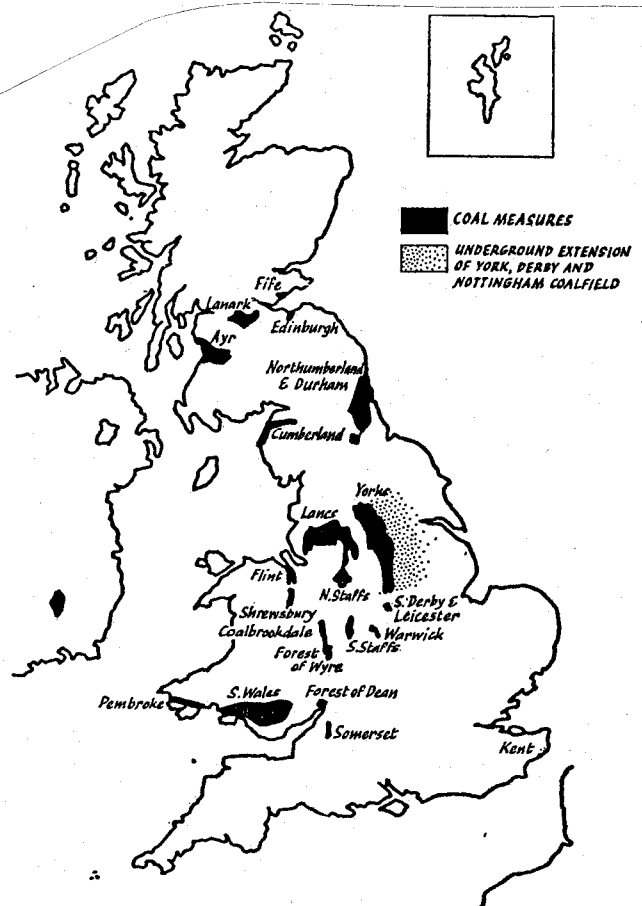 COAL MEASURES
UNDERGROUND EXTENSION
OF YORK, DERBY AND
NOTTINGHAM COALFIELD
Fife
Lanark
Edinburgh
Ayr
Northumberland
& Durham
Cumberland
Yorks
Lancs
Flint
N.Staffs
S.Derby &
Leicester
Shrewsbury
Coalbrookdale
Warwick
S.Staffs
Forest
of Wyre
Pembroke
S.Wales
Forest of Dean
Somerset
Kent